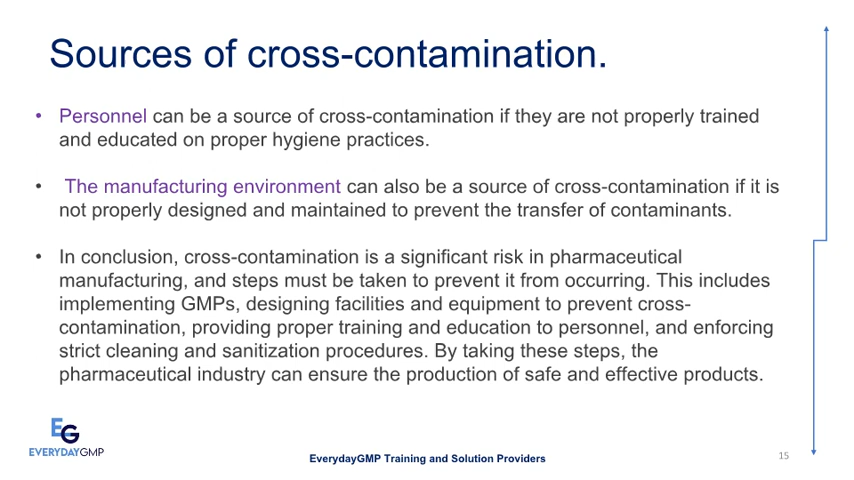 Sources of cross-contamination.
• Personnel can be a source of cross-contamination if they are not properly trained
and educated on proper hygiene practices.
• The manufacturing environment can also be a source of cross-contamination if it is
not properly designed and maintained to prevent the transfer of contaminants.
• In conclusion, cross-contamination is a significant risk in pharmaceutical
manufacturing, and steps must be taken to prevent it from occurring. This includes
implementing GMPs, designing facilities and equipment to prevent cross-
contamination, providing proper training and education to personnel, and enforcing
strict cleaning and sanitization procedures. By taking these steps, the
pharmaceutical industry can ensure the production of safe and effective products.
EG
EVERYDAYGMP
EverydayGMP Training and Solution Providers
15